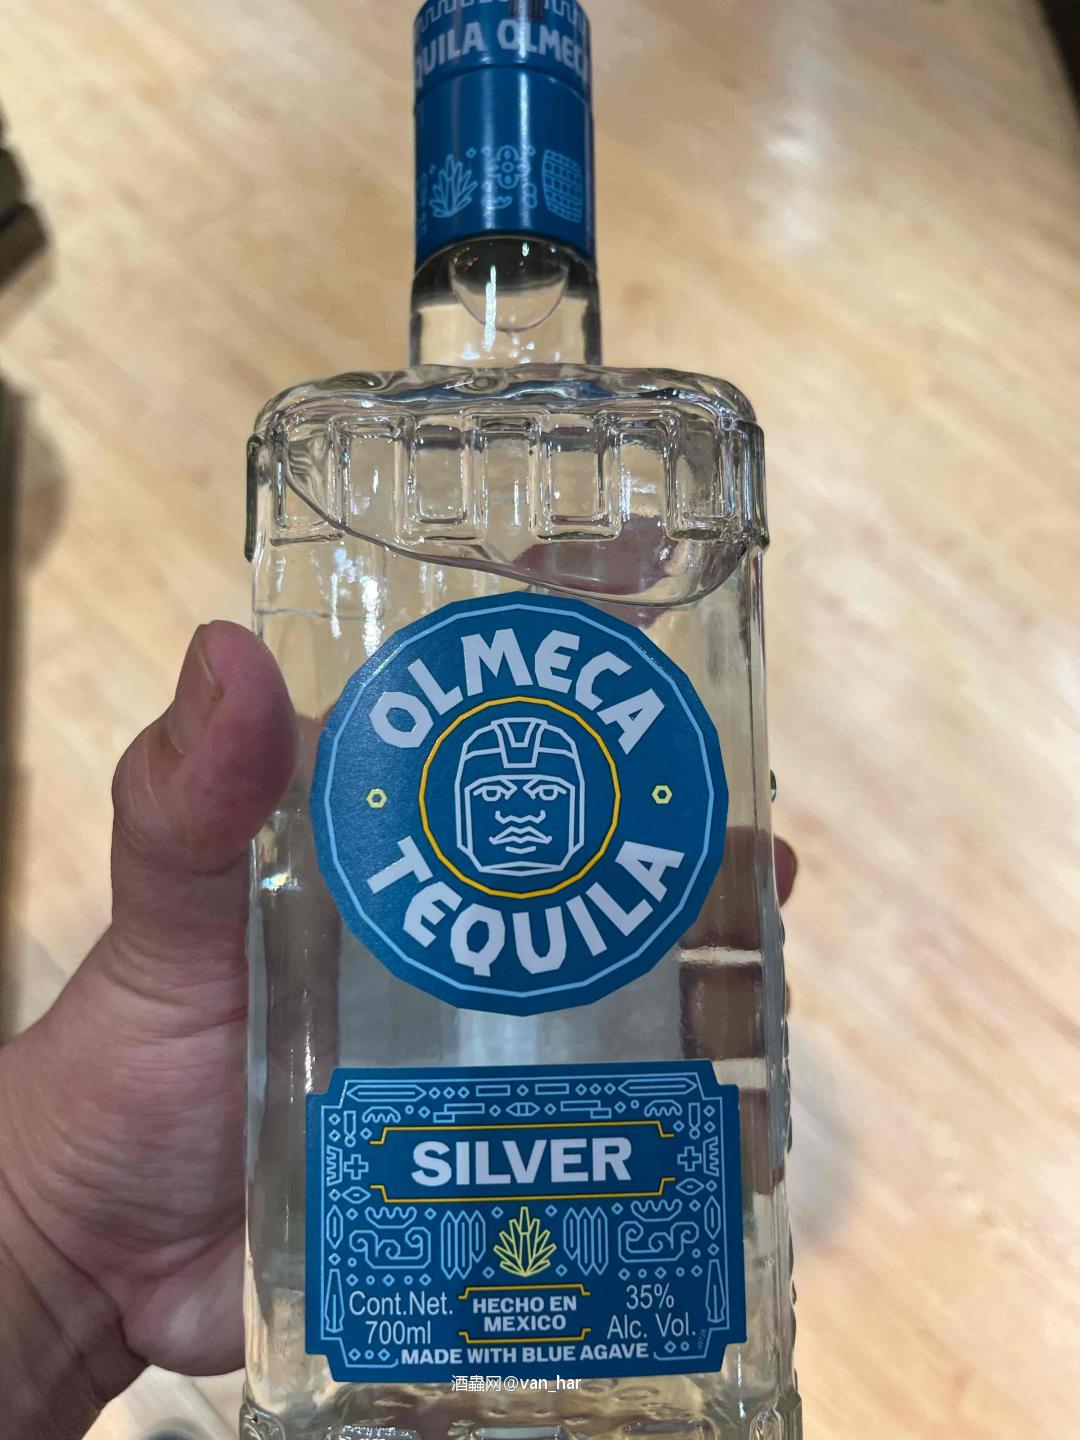 QUILA OLMECA
OLMECA
TEQUILA
SILVER
Cont.Net.
700ml
HECHO EN
MEXICO
35%
Alc. Vol.
MADE WITH BLUE AGAVE
酒蟲网@van_har